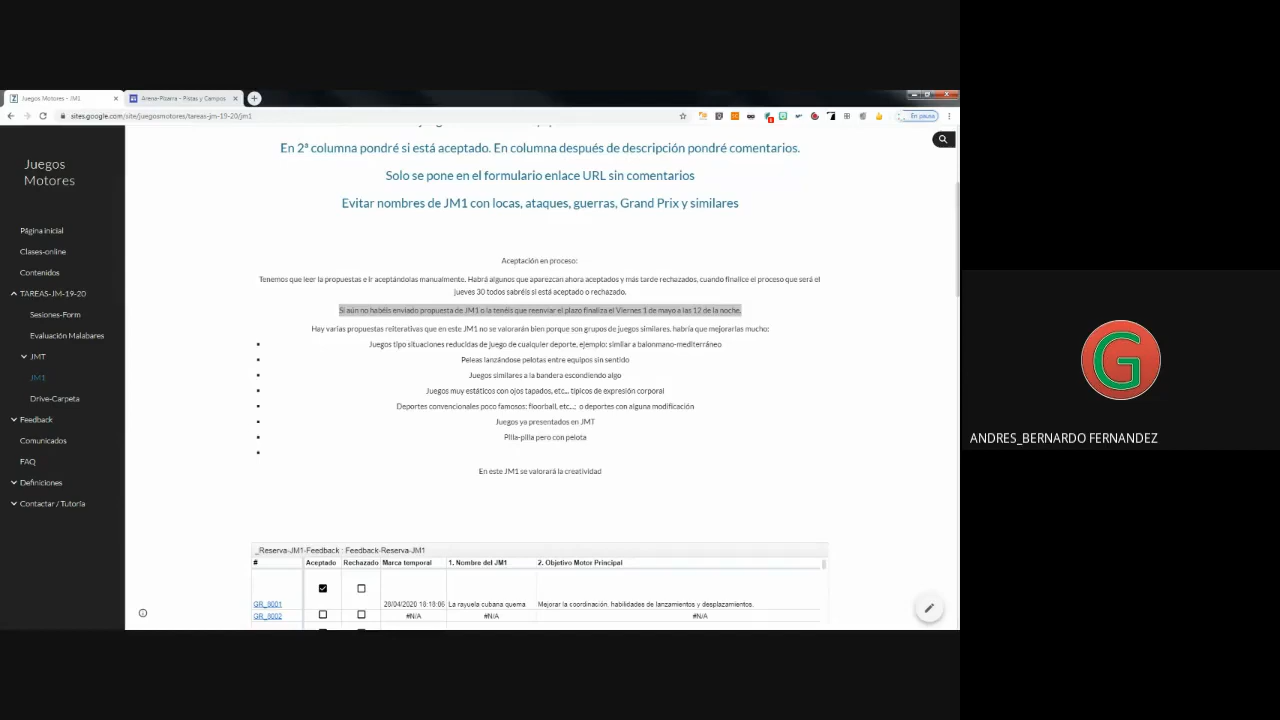 Juegos Motores - JM1
Arena-Pizarra - Pistas y Campos
sites.google.com/site/juegosmotores/tareas-jm-19-20/jm1
En pausa
Juegos
Motores
Página inicial
Clases-online
Contenidos
TAREAS-JM-19-20
Sesiones-Form
Evaluación Malabares
JMT
JM1
Drive-Carpeta
Feedback
Comunicados
FAQ
Definiciones
Contactar / Tutoría
En 2ª columna pondré si está aceptado. En columna después de descripción pondré comentarios.
Solo se pone en el formulario enlace URL sin comentarios
Evitar nombres de JM1 con locas, ataques, guerras, Grand Prix y similares
Aceptación en proceso:
Tenemos que leer la propuestas e ir aceptándolas manualmente. Habrá algunos que aparezcan ahora aceptados y más tarde rechazados, cuando finalice el proceso que será el
jueves 30 todos sabréis si está aceptado o rechazado.
Si aún no habéis enviado propuesta de JM1 o la tenéis que reenviar el plazo finaliza el Viernes 1 de mayo a las 12 de la noche.
Hay varias propuestas reiterativas que en este JM1 no se valorarán bien porque son grupos de juegos similares, habría que mejorarlas mucho:
Juegos tipo situaciones reducidas de juego de cualquier deporte, ejemplo: similar a balonmano-mediterráneo
Peleas lanzándose pelotas entre equipos sin sentido
Juegos similares a la bandera escondiendo algo
Juegos muy estáticos con ojos tapados, etc... típicos de expresión corporal
Deportes convencionales poco famosos: floorball, etc...; o deportes con alguna modificación
Juegos ya presentados en JMT
Pilla-pilla pero con pelota
En este JM1 se valorará la creatividad
_Reserva-JM1-Feedback : Feedback-Reserva-JM1
# Aceptado Rechazado Marca temporal 1. Nombre del JM1 2. Objetivo Motor Principal
GR_8001 28/04/2020 18:18:06 La rayuela cubana quema Mejorar la coordinación, habilidades de lanzamientos y desplazamientos.
GR_8002 #N/A #N/A #N/A
G
ANDRES_BERNARDO FERNANDEZ